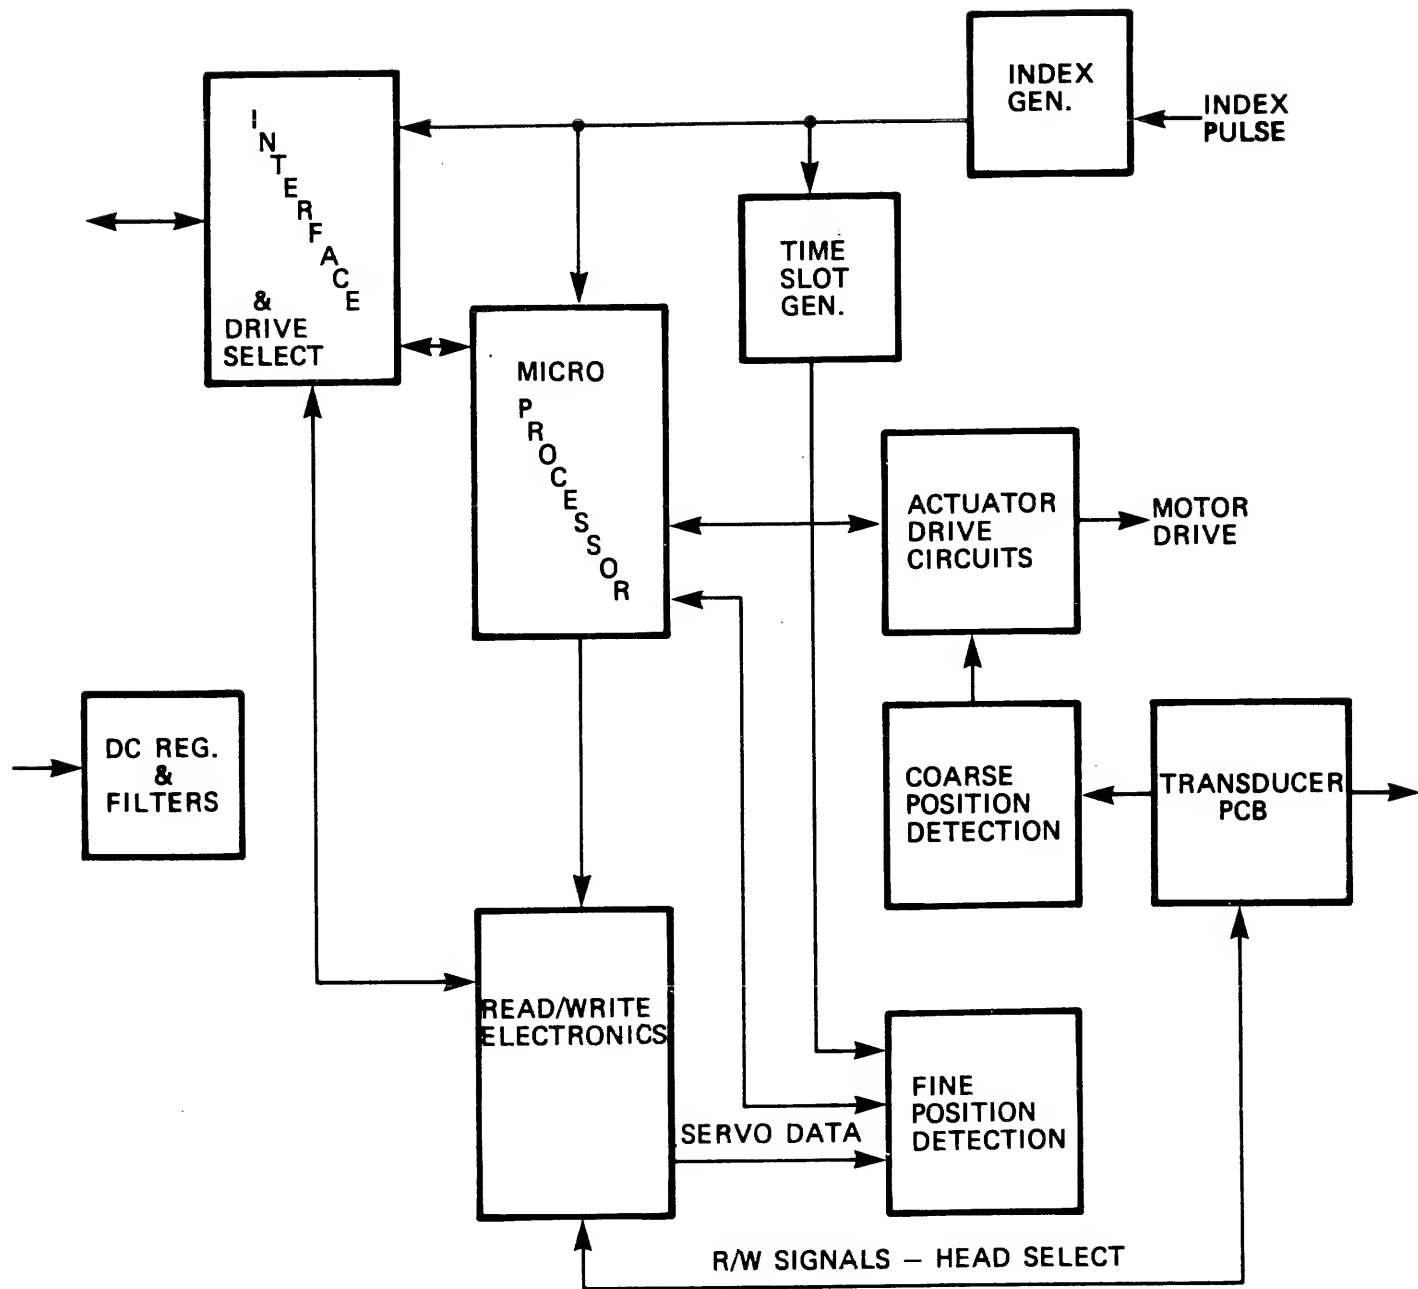 INDEX
GEN.
INDEX
PULSE
INTERFACE
&
DRIVE
SELECT
TIME
SLOT
GEN.
MICRO
PROCESSOR
ACTUATOR
DRIVE
CIRCUITS
MOTOR
DRIVE
DC REG.
&
FILTERS
COARSE
POSITION
DETECTION
TRANSDUCER
PCB
READ/WRITE
ELECTRONICS
FINE
POSITION
DETECTION
SERVO DATA
R/W SIGNALS — HEAD SELECT